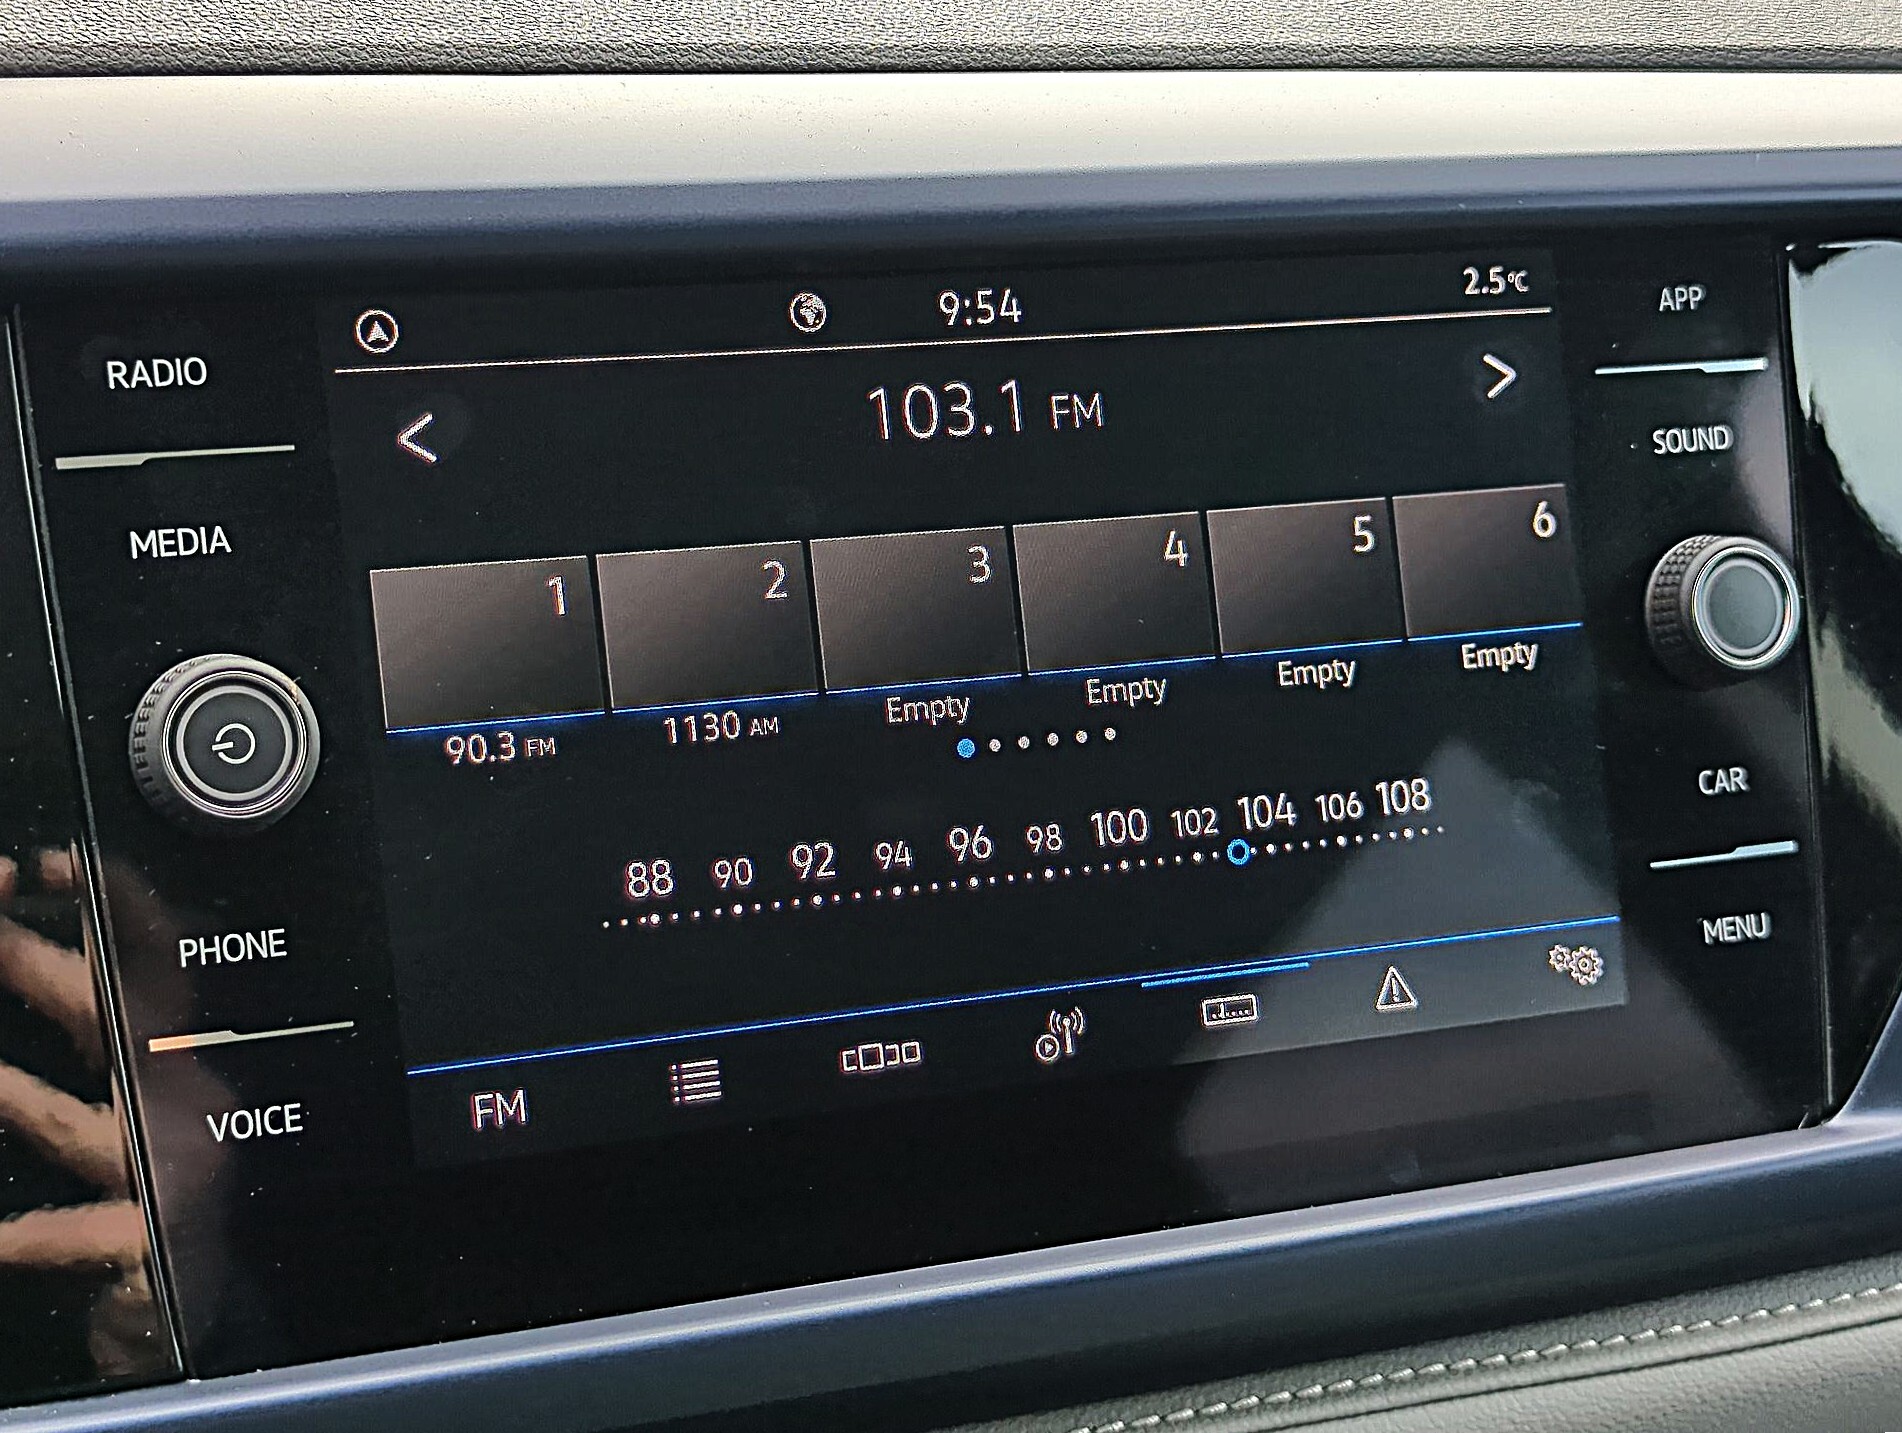 9:54
2.5°C
APP
RADIO
103.1 FM
SOUND
MEDIA
1 2 3 4 5 6
90.3 FM 1130 AM Empty Empty Empty Empty
CAR
88 90 92 94 96 98 100 102 104 106 108
PHONE
MENU
FM
VOICE